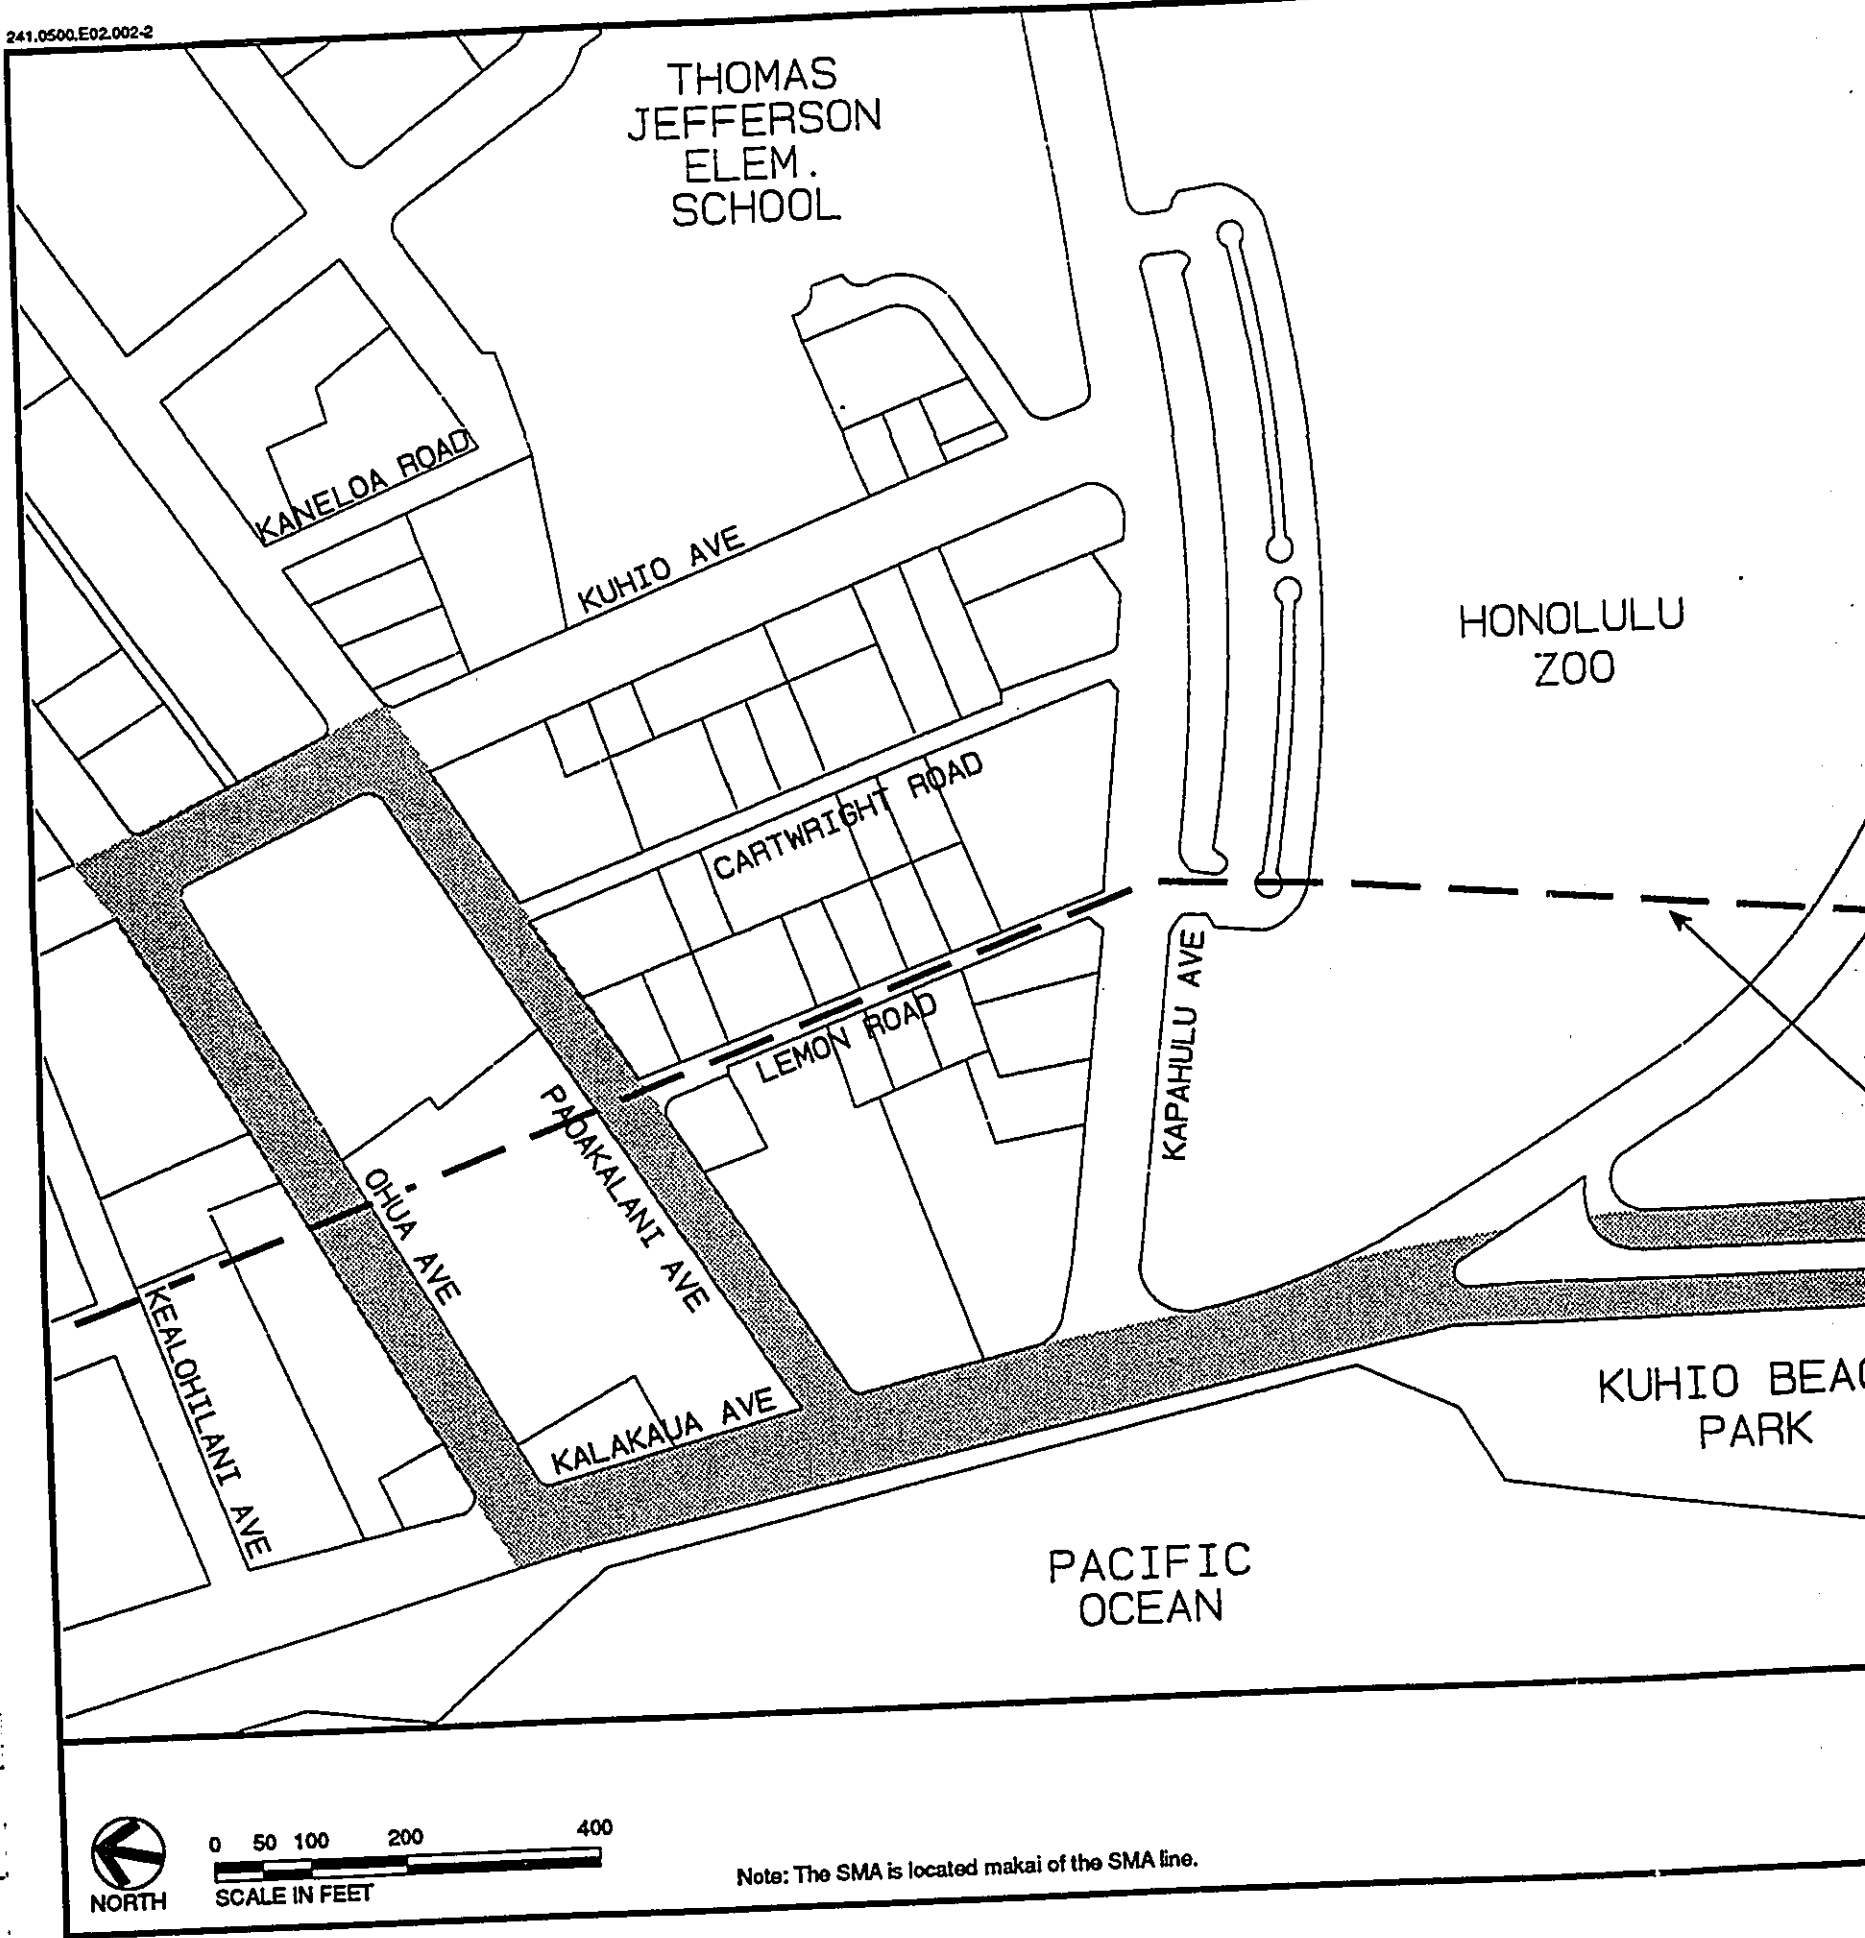 241.0500.E02.002-2
THOMAS
JEFFERSON
ELEM.
SCHOOL
KANELOA ROAD
KUHIO AVE
HONOLULU
ZOO
CARTWRIGHT ROAD
LEMON ROAD
KAPAHULU AVE
PAOAKALANI AVE
OHUA AVE
KEALOHILANI AVE
KALAKAUA AVE
KUHIO BEAC
PARK
PACIFIC
OCEAN
0 50 100 200 400
SCALE IN FEET
NORTH
Note: The SMA is located makai of the SMA line.